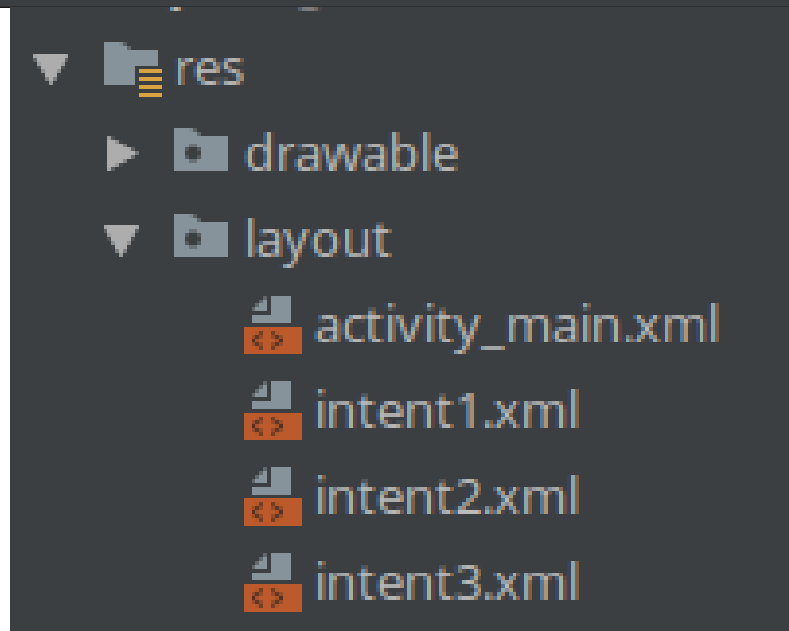 res
drawable
layout
activity_main.xml
intent1.xml
intent2.xml
intent3.xml